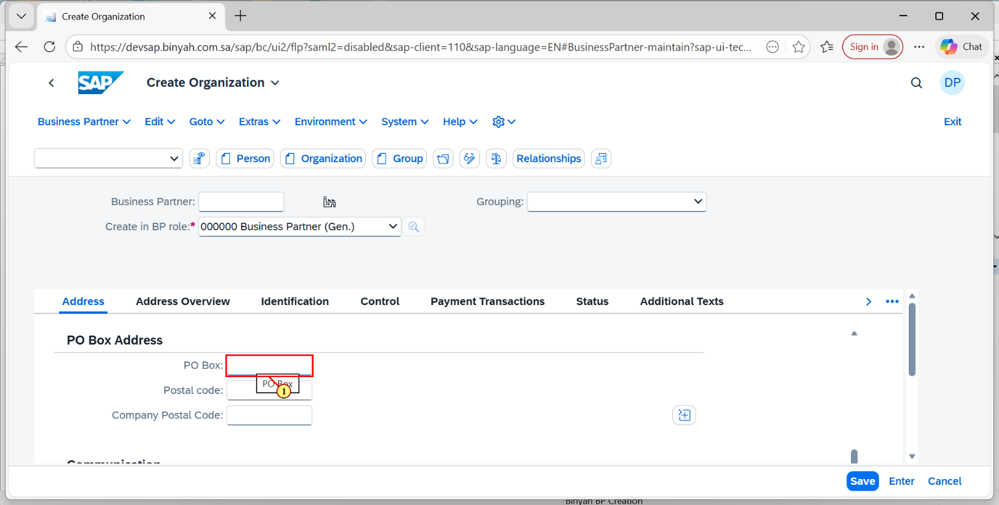 Create Organization
https://devsap.binyah.com.sa/sap/bc/ui2/flp?saml2=disabled&sap-client=110&sap-language=EN#BusinessPartner-maintain?sap-ui-tec...
Sign in
Chat
SAP
Create Organization
DP
Business Partner
Edit
Goto
Extras
Environment
System
Help
Exit
Person
Organization
Group
Relationships
Business Partner:
Grouping:
Create in BP role:*
000000 Business Partner (Gen.)
Address
Address Overview
Identification
Control
Payment Transactions
Status
Additional Texts
PO Box Address
PO Box:
PO Box
1
Postal code:
Company Postal Code:
Communication
Save
Enter
Cancel
Binyah BP Creation